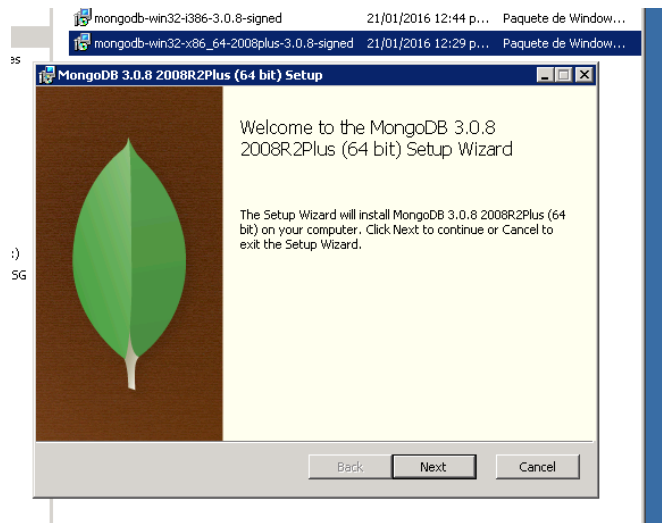 mongodb-win32-i386-3.0.8-signed 21/01/2016 12:44 p... Paquete de Window...
mongodb-win32-x86_64-2008plus-3.0.8-signed 21/01/2016 12:29 p... Paquete de Window...
es
MongoDB 3.0.8 2008R2Plus (64 bit) Setup
Welcome to the MongoDB 3.0.8
2008R2Plus (64 bit) Setup Wizard
The Setup Wizard will install MongoDB 3.0.8 2008R2Plus (64
bit) on your computer. Click Next to continue or Cancel to
exit the Setup Wizard.
:)
SG
Back Next Cancel